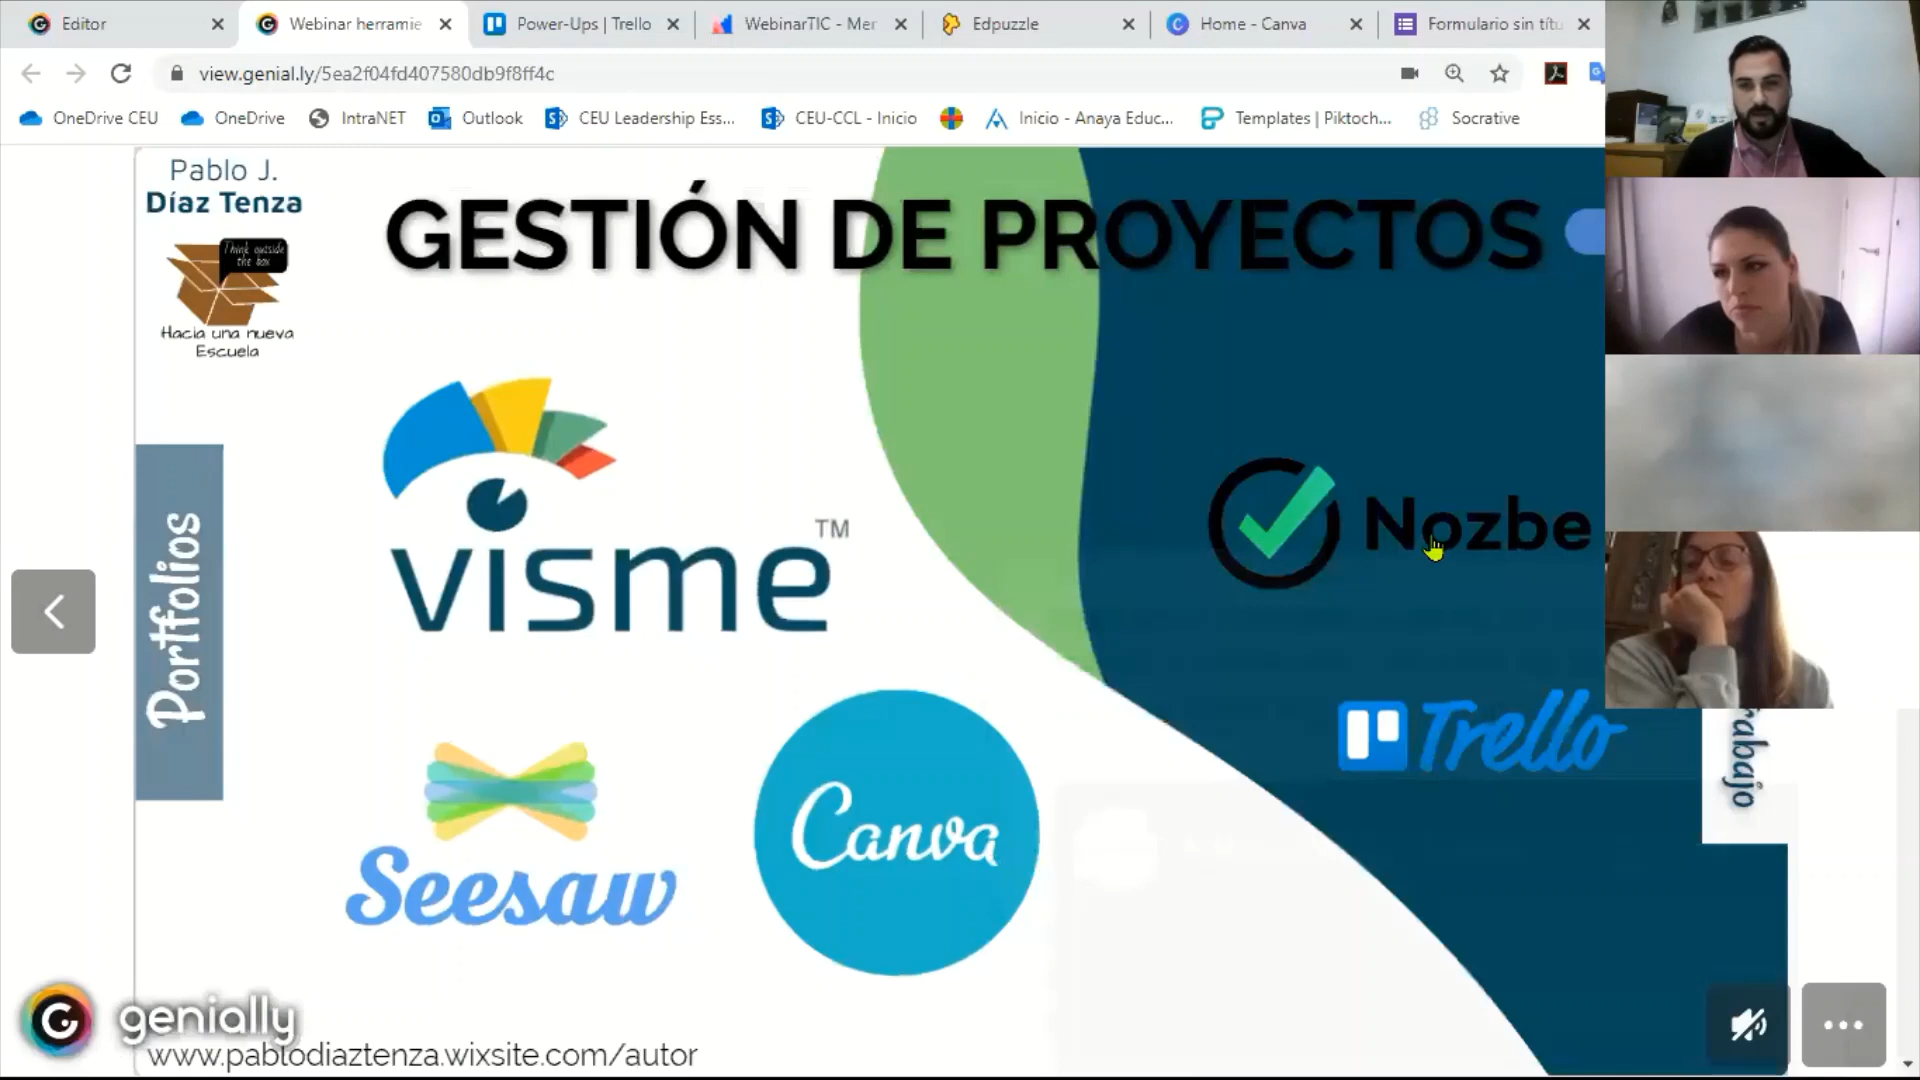 Editor
Webinar herramie
Power-Ups | Trello
WebinarTIC - Mer
Edpuzzle
Home - Canva
Formulario sin títu
view.genial.ly/5ea2f04fd407580db9f8ff4c
OneDrive CEU
OneDrive
IntraNET
Outlook
CEU Leadership Ess...
CEU-CCL - Inicio
Inicio - Anaya Educ...
Templates | Piktoch...
Socrative
Pablo J.
Díaz Tenza
Think outside
the box
Hacia una nueva
Escuela
GESTIÓN DE PROYECTOS
Portfolios
visme™
Nozbe
Trello
rabajo
Seesaw
Canva
genially
www.pablodiaztenza.wixsite.com/autor